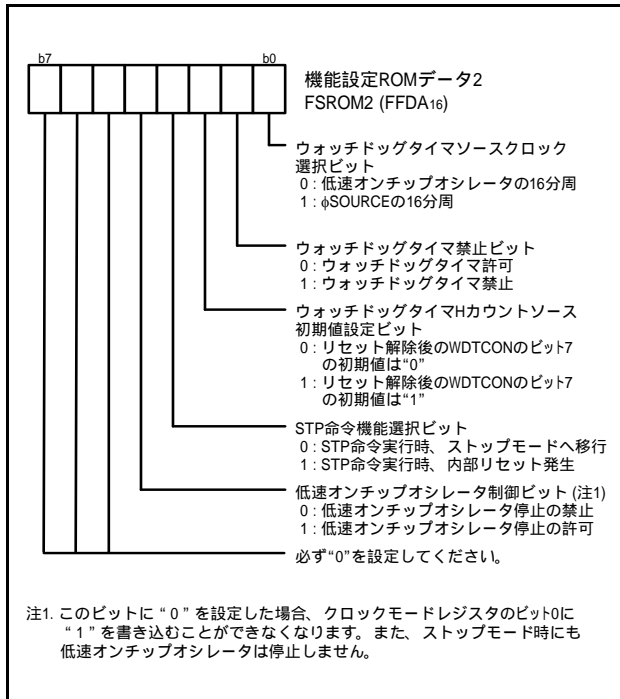 b7 b0
機能設定ROMデータ2
FSROM2 (FFDA16)
ウォッチドッグタイマソースクロック
選択ビット
0 : 低速オンチップオシレータの16分周
1 : ϕSOURCEの16分周
ウォッチドッグタイマ禁止ビット
0 : ウォッチドッグタイマ許可
1 : ウォッチドッグタイマ禁止
ウォッチドッグタイマHカウントソース
初期値設定ビット
0 : リセット解除後のWDTCONのビット7
の初期値は“0”
1 : リセット解除後のWDTCONのビット7
の初期値は“1”
STP命令機能選択ビット
0 : STP命令実行時、ストップモードへ移行
1 : STP命令実行時、内部リセット発生
低速オンチップオシレータ制御ビット (注1)
0 : 低速オンチップオシレータ停止の禁止
1 : 低速オンチップオシレータ停止の許可
必ず“0”を設定してください。
注1. このビットに “ 0 ” を設定した場合、クロックモードレジスタのビット0に
“ 1 ” を書き込むことができなくなります。また、ストップモード時にも
低速オンチップオシレータは停止しません。